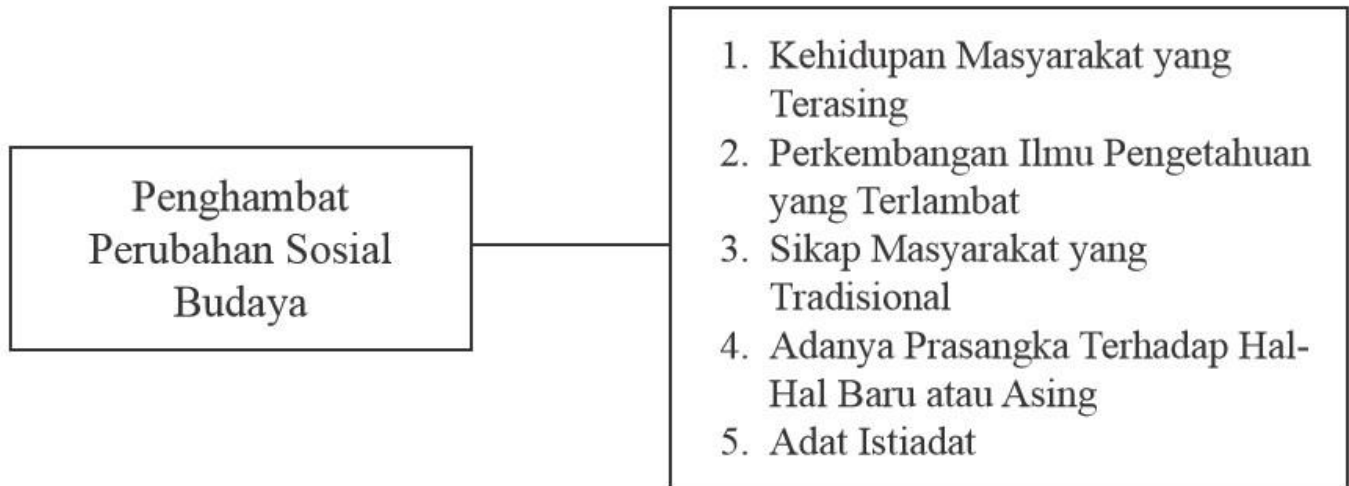 Penghambat
Perubahan Sosial
Budaya
1. Kehidupan Masyarakat yang
Terasing
2. Perkembangan Ilmu Pengetahuan
yang Terlambat
3. Sikap Masyarakat yang
Tradisional
4. Adanya Prasangka Terhadap Hal-
Hal Baru atau Asing
5. Adat Istiadat